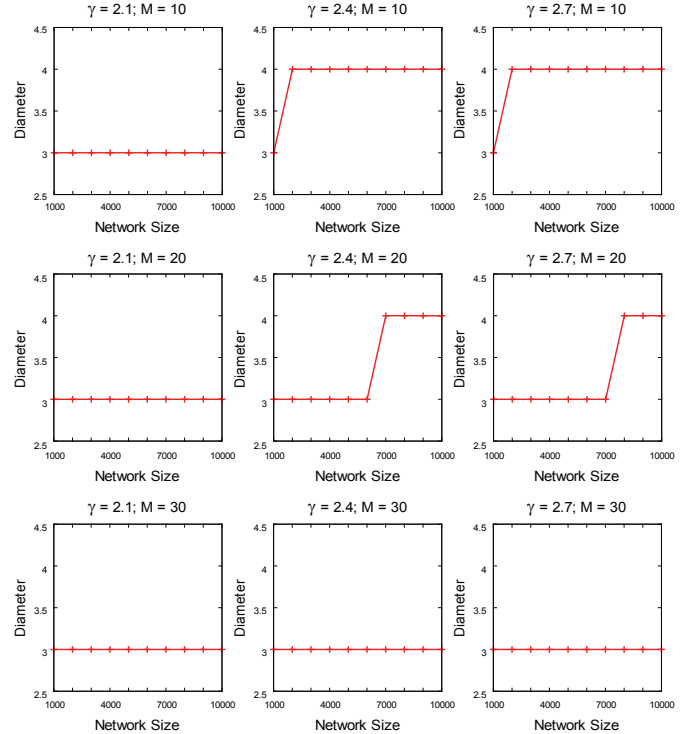 γ = 2.1; M = 10
4.5
4
3.5
3
2.5
Diameter
1000 4000 7000 10000
Network Size
γ = 2.4; M = 10
4.5
4
3.5
3
2.5
Diameter
1000 4000 7000 10000
Network Size
γ = 2.7; M = 10
4.5
4
3.5
3
2.5
Diameter
1000 4000 7000 10000
Network Size
γ = 2.1; M = 20
4.5
4
3.5
3
2.5
Diameter
1000 4000 7000 10000
Network Size
γ = 2.4; M = 20
4.5
4
3.5
3
2.5
Diameter
1000 4000 7000 10000
Network Size
γ = 2.7; M = 20
4.5
4
3.5
3
2.5
Diameter
1000 4000 7000 10000
Network Size
γ = 2.1; M = 30
4.5
4
3.5
3
2.5
Diameter
1000 4000 7000 10000
Network Size
γ = 2.4; M = 30
4.5
4
3.5
3
2.5
Diameter
1000 4000 7000 10000
Network Size
γ = 2.7; M = 30
4.5
4
3.5
3
2.5
Diameter
1000 4000 7000 10000
Network Size